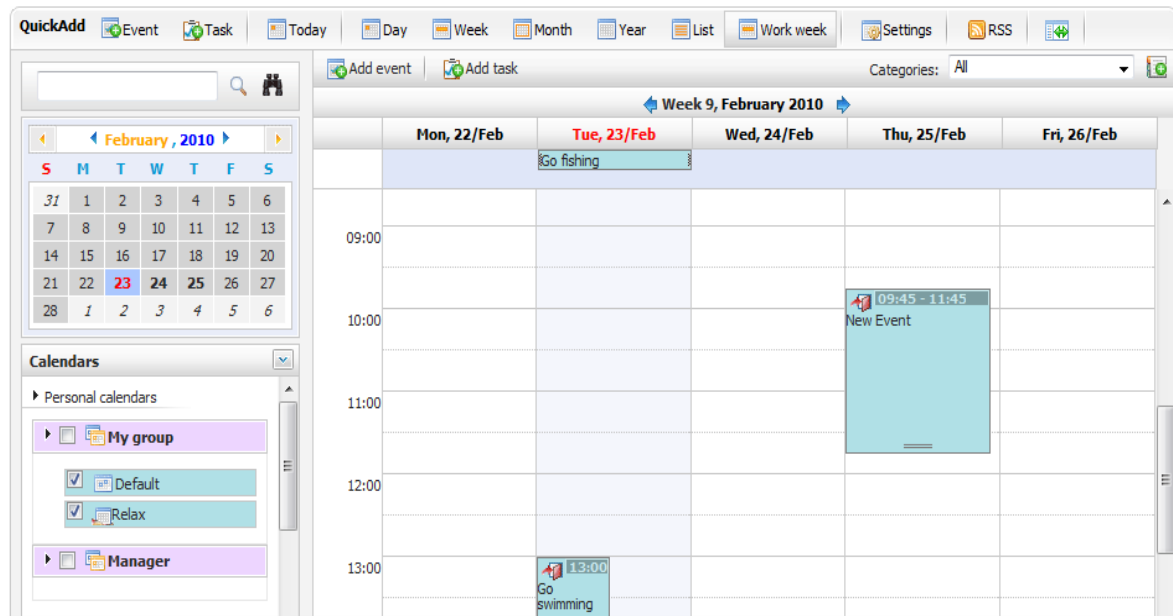 QuickAdd Event Task Today Day Week Month Year List Work week Settings RSS
Add event Add task Categories: All
Week 9, February 2010
February , 2010
S M T W T F S
31 1 2 3 4 5 6
7 8 9 10 11 12 13
14 15 16 17 18 19 20
21 22 23 24 25 26 27
28 1 2 3 4 5 6
Calendars
Personal calendars
My group
Default
Relax
Manager
Mon, 22/Feb Tue, 23/Feb Wed, 24/Feb Thu, 25/Feb Fri, 26/Feb
Go fishing
09:00
09:45 - 11:45
New Event
10:00
11:00
12:00
13:00
13:00
Go
swimming